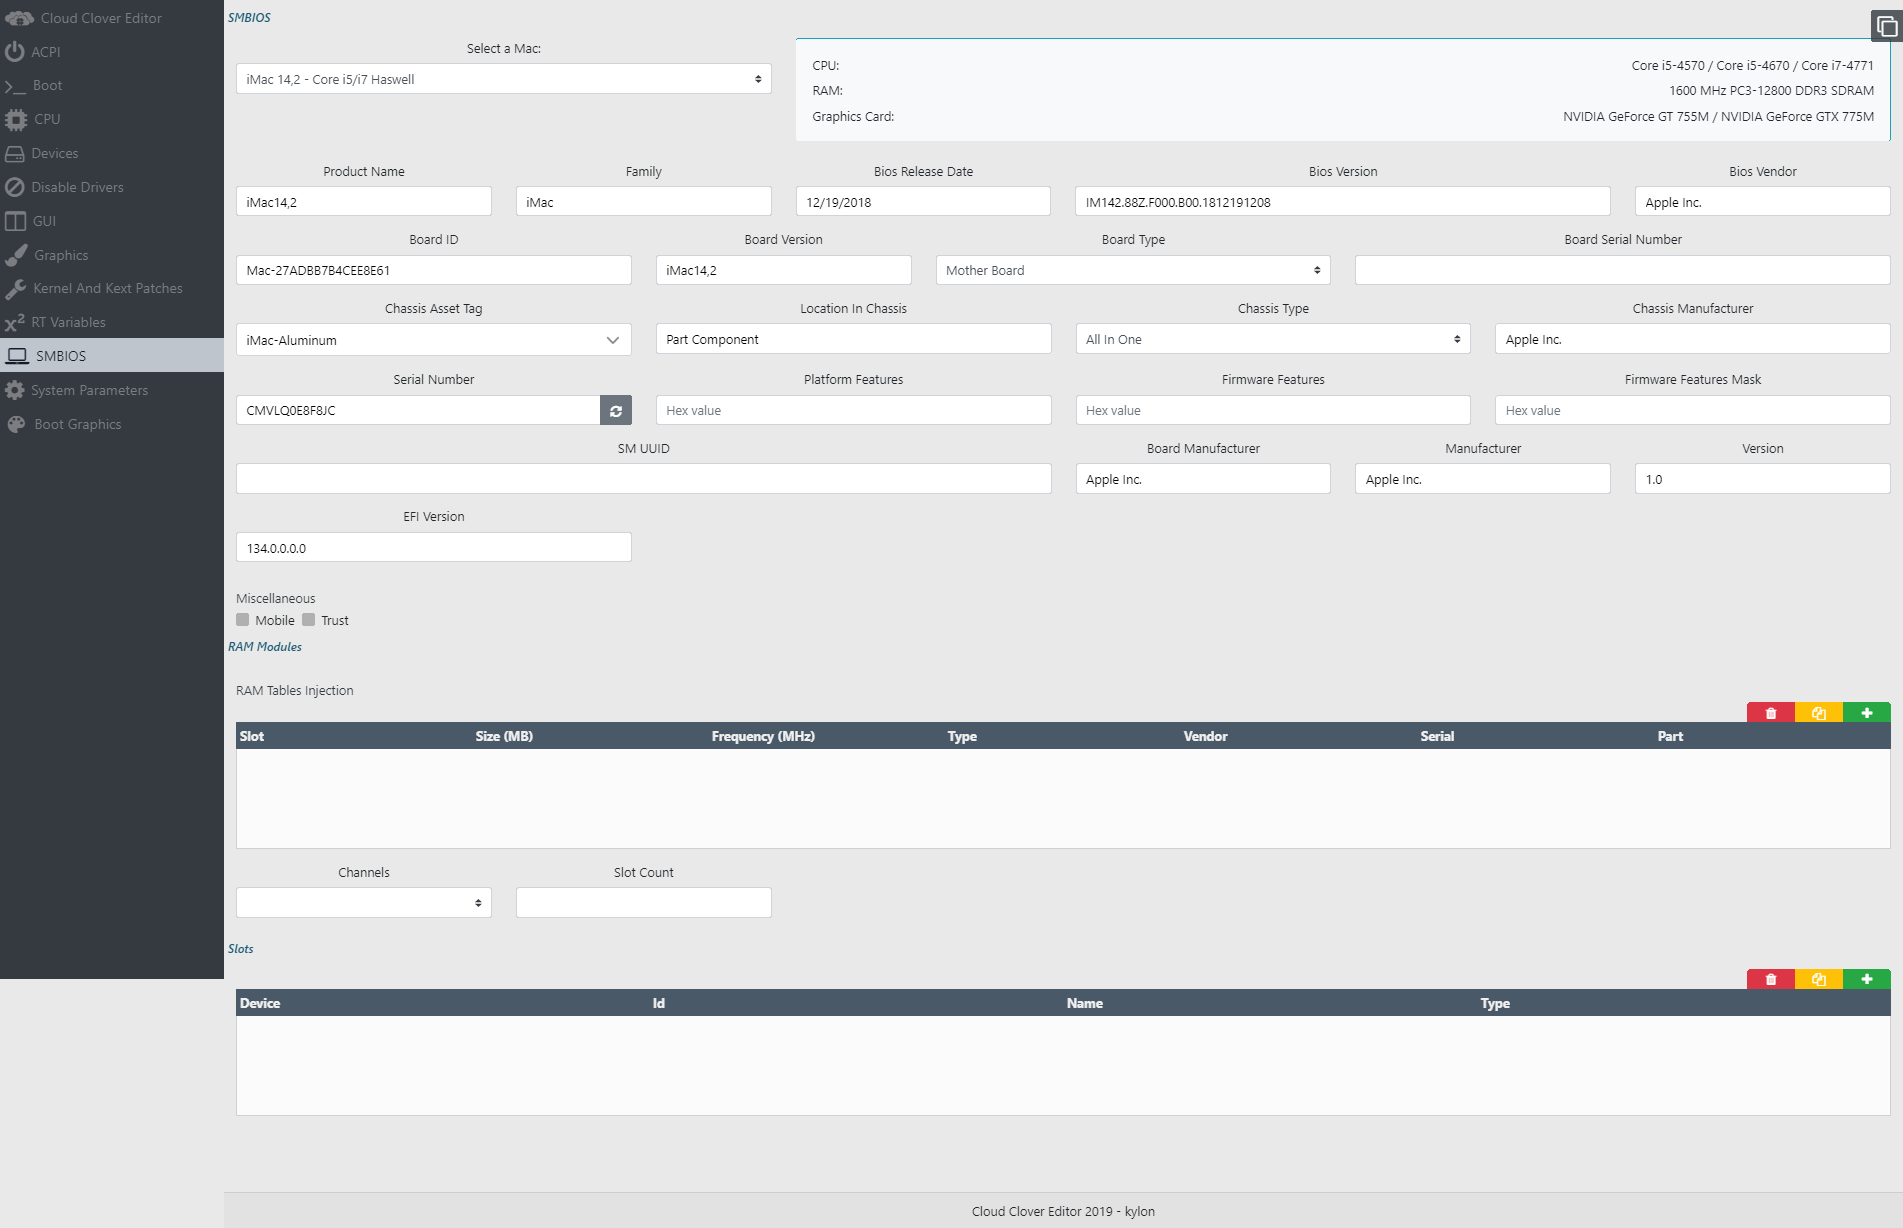 Cloud Clover Editor
ACPI
Boot
CPU
Devices
Disable Drivers
GUI
Graphics
Kernel And Kext Patches
RT Variables
SMBIOS
System Parameters
Boot Graphics
SMBIOS
Select a Mac:
iMac 14,2 - Core i5/i7 Haswell
CPU: Core i5-4570 / Core i5-4670 / Core i7-4771
RAM: 1600 MHz PC3-12800 DDR3 SDRAM
Graphics Card: NVIDIA GeForce GT 755M / NVIDIA GeForce GTX 775M
Product Name Family Bios Release Date Bios Version Bios Vendor
iMac14,2 iMac 12/19/2018 IM142.88Z.F000.B00.1812191208 Apple Inc.
Board ID Board Version Board Type Board Serial Number
Mac-27ADBB7B4CEE8E61 iMac14,2 Mother Board
Chassis Asset Tag Location In Chassis Chassis Type Chassis Manufacturer
iMac-Aluminum Part Component All In One Apple Inc.
Serial Number Platform Features Firmware Features Firmware Features Mask
CMVLQ0E8F8JC Hex value Hex value Hex value
SM UUID Board Manufacturer Manufacturer Version
Apple Inc. Apple Inc. 1.0
EFI Version
134.0.0.0.0
Miscellaneous
Mobile Trust
RAM Modules
RAM Tables Injection
Slot Size (MB) Frequency (MHz) Type Vendor Serial Part
Channels Slot Count
Slots
Device Id Name Type
Cloud Clover Editor 2019 - kylon